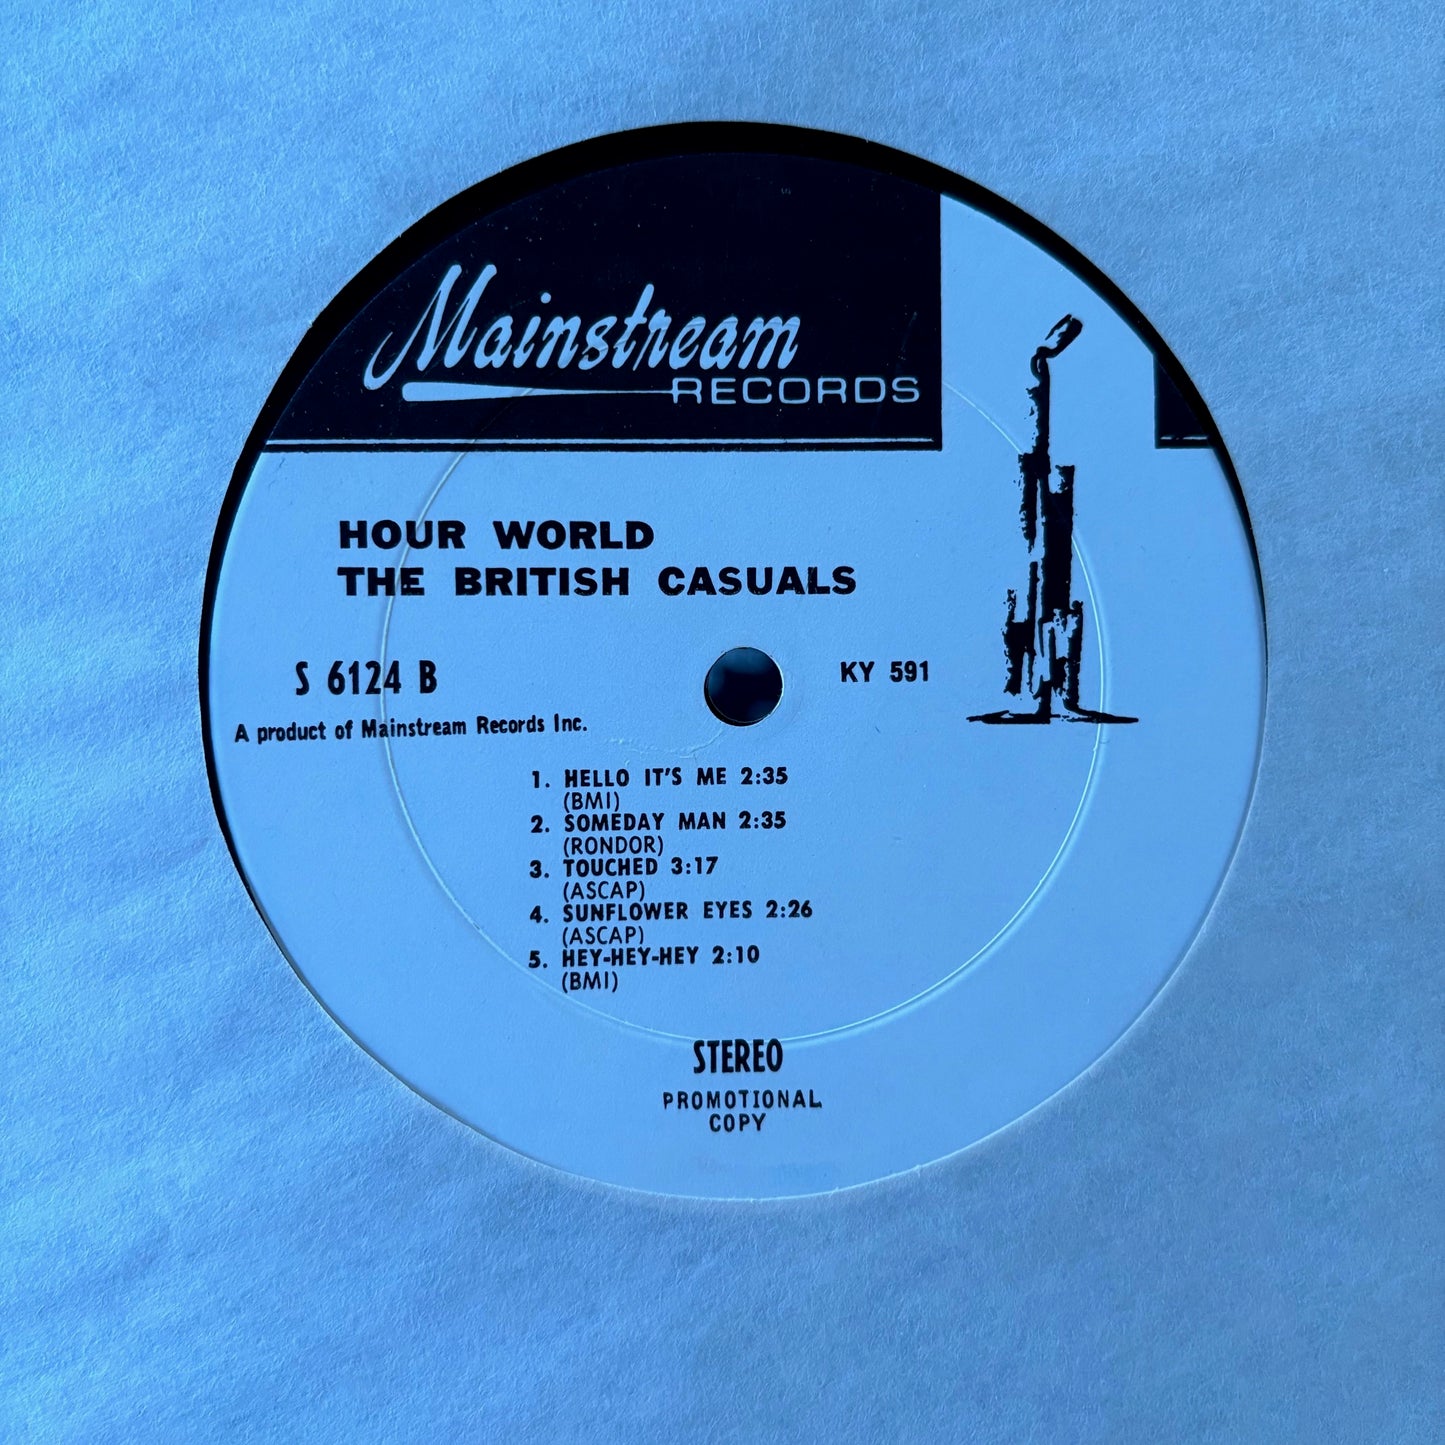 Mainstream
RECORDS
HOUR WORLD
THE BRITISH CASUALS
S 6124 B
KY 591
A product of Mainstream Records Inc.
1. HELLO IT'S ME 2:35
(BMI)
2. SOMEDAY MAN 2:35
(RONDOR)
3. TOUCHED 3:17
(ASCAP)
4. SUNFLOWER EYES 2:26
(ASCAP)
5. HEY-HEY-HEY 2:10
(BMI)
STEREO
PROMOTIONAL
COPY